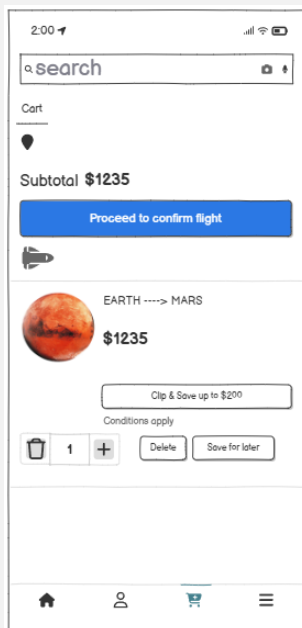 2:00
search
Cart
Subtotal $1235
Proceed to confirm flight
EARTH ----> MARS
$1235
Clip & Save up to $200
Conditions apply
1
Delete
Save for later